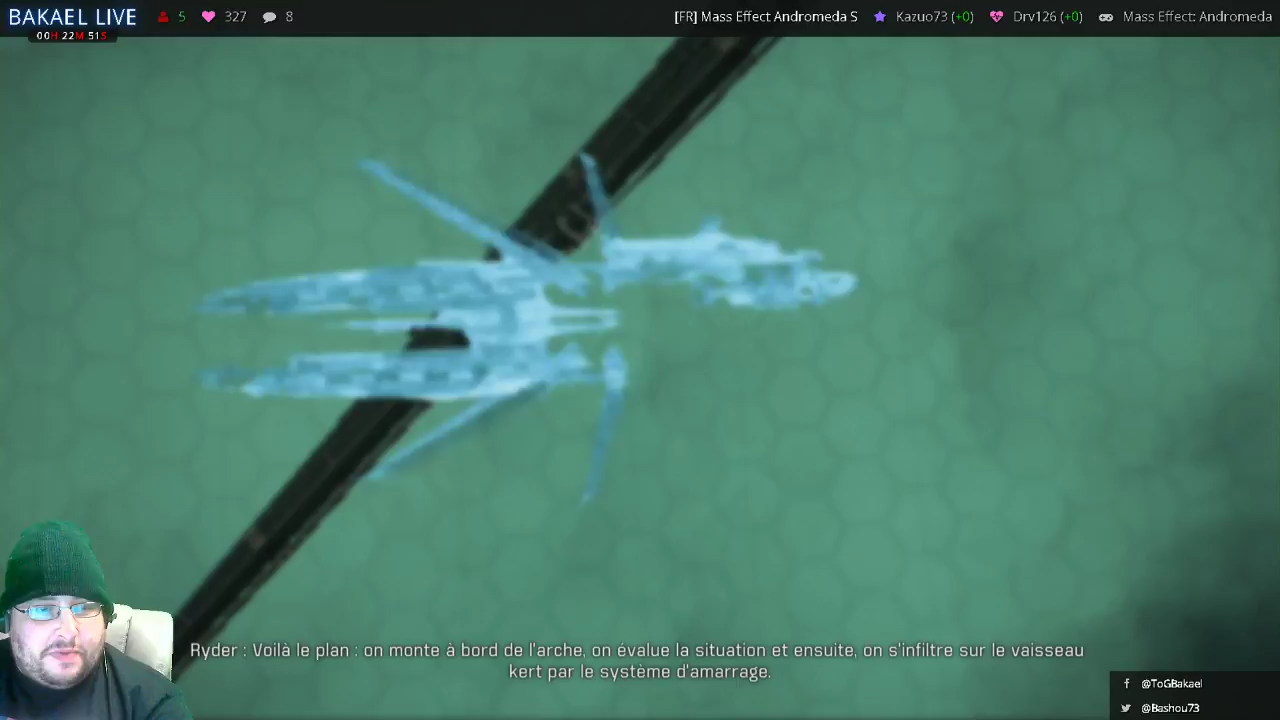 BAKAEL LIVE 5 327 8 [FR] Mass Effect Andromeda S Kazuo73 (+0) Drv126 (+0) Mass Effect: Andromeda
00H 22M 51S
Ryder : Voilà le plan : on monte à bord de l'arche, on évalue la situation et ensuite, on s'infiltre sur le vaisseau
kert par le système d'amarrage.
@ToGBakael
@Bashou73